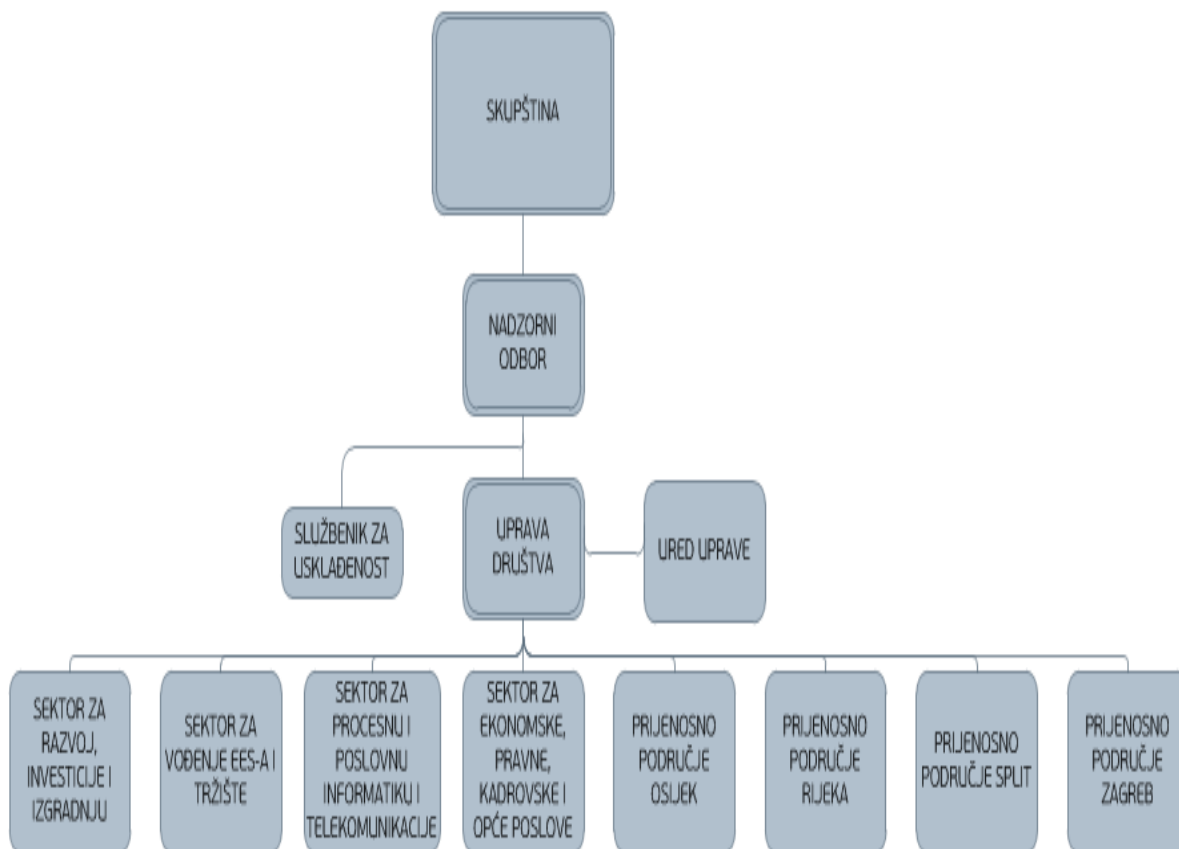 SKUPŠTINA
NADZORNI
ODBOR
SLUŽBENIK ZA
USKLAĐENOST
UPRAVA
DRUŠTVA
URED UPRAVE
SEKTOR ZA
RAZVOJ,
INVESTICIJE I
IZGRADNJU
SEKTOR ZA
VOĐENJE EES-A I
TRŽIŠTE
SEKTOR ZA
PROCESNU I
POSLOVNU
INFORMATIKU I
TELEKOMUNIKACIJE
SEKTOR ZA
EKONOMSKE,
PRAVNE,
KADROVSKE I
OPĆE POSLOVE
PRIJENOSNO
PODRUČJE
OSIJEK
PRIJENOSNO
PODRUČJE
RIJEKA
PRIJENOSNO
PODRUČJE SPLIT
PRIJENOSNO
PODRUČJE
ZAGREB